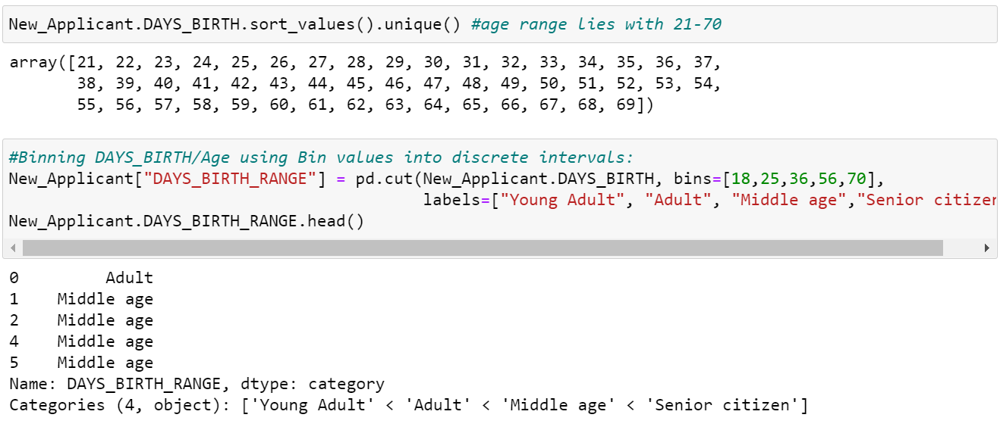 New_Applicant.DAYS_BIRTH.sort_values().unique() #age range lies with 21-70
array([21, 22, 23, 24, 25, 26, 27, 28, 29, 30, 31, 32, 33, 34, 35, 36, 37,
38, 39, 40, 41, 42, 43, 44, 45, 46, 47, 48, 49, 50, 51, 52, 53, 54,
55, 56, 57, 58, 59, 60, 61, 62, 63, 64, 65, 66, 67, 68, 69])
#Binning DAYS_BIRTH/Age using Bin values into discrete intervals:
New_Applicant["DAYS_BIRTH_RANGE"] = pd.cut(New_Applicant.DAYS_BIRTH, bins=[18,25,36,56,70],
labels=["Young Adult", "Adult", "Middle age","Senior citizen
New_Applicant.DAYS_BIRTH_RANGE.head()
0 Adult
1 Middle age
2 Middle age
4 Middle age
5 Middle age
Name: DAYS_BIRTH_RANGE, dtype: category
Categories (4, object): ['Young Adult' < 'Adult' < 'Middle age' < 'Senior citizen']